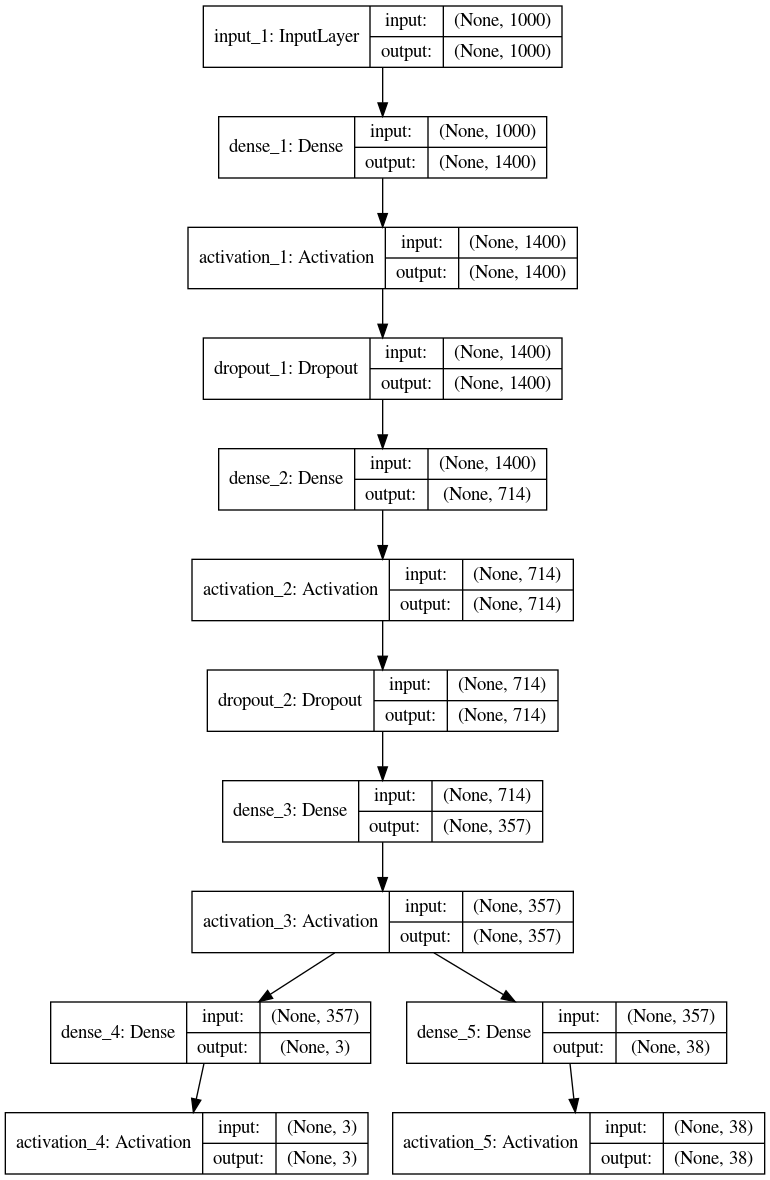 input_1: InputLayer
input: (None, 1000)
output: (None, 1000)
dense_1: Dense
input: (None, 1000)
output: (None, 1400)
activation_1: Activation
input: (None, 1400)
output: (None, 1400)
dropout_1: Dropout
input: (None, 1400)
output: (None, 1400)
dense_2: Dense
input: (None, 1400)
output: (None, 714)
activation_2: Activation
input: (None, 714)
output: (None, 714)
dropout_2: Dropout
input: (None, 714)
output: (None, 714)
dense_3: Dense
input: (None, 714)
output: (None, 357)
activation_3: Activation
input: (None, 357)
output: (None, 357)
dense_4: Dense
input: (None, 357)
output: (None, 3)
dense_5: Dense
input: (None, 357)
output: (None, 38)
activation_4: Activation
input: (None, 3)
output: (None, 3)
activation_5: Activation
input: (None, 38)
output: (None, 38)